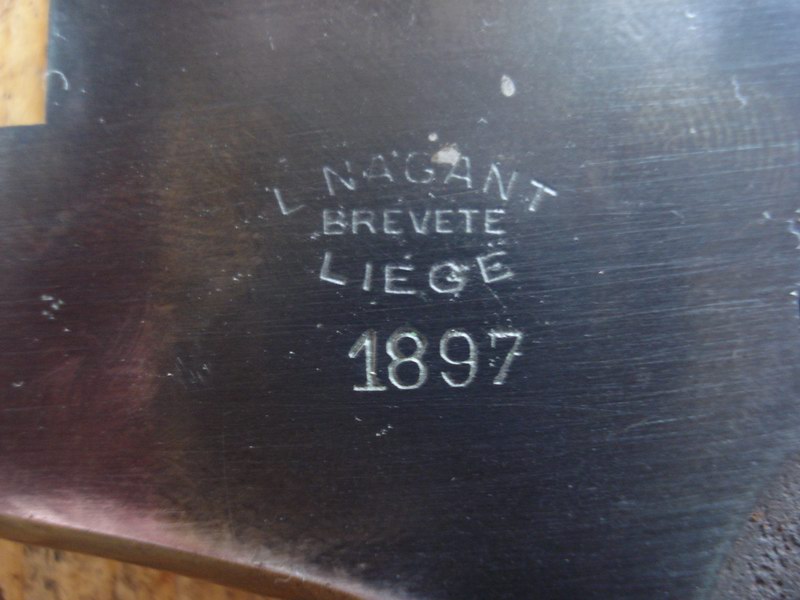 L NAGANT
BREVETE
LIEGE
1897